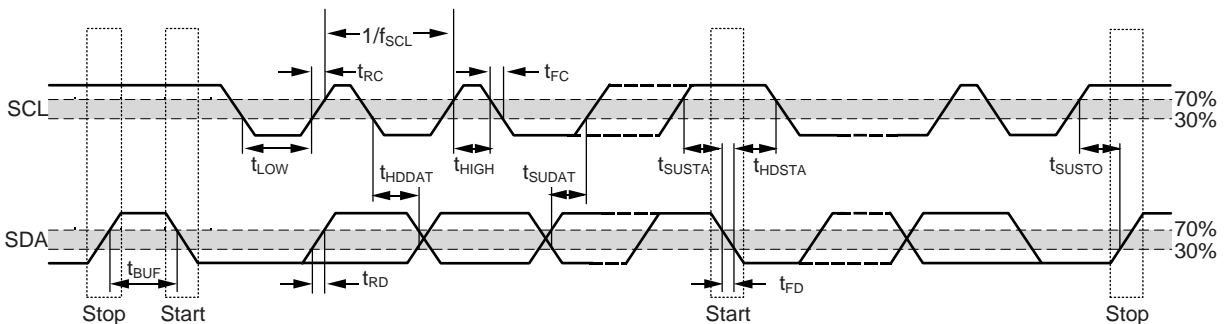 1/fSCL
tRC
tFC
SCL
70%
30%
tLOW
tHDDAT
tHIGH
tSUDAT
tSUSTA
tHDSTA
tSUSTO
SDA
70%
30%
tBUF
tRD
tFD
Stop
Start
Start
Stop